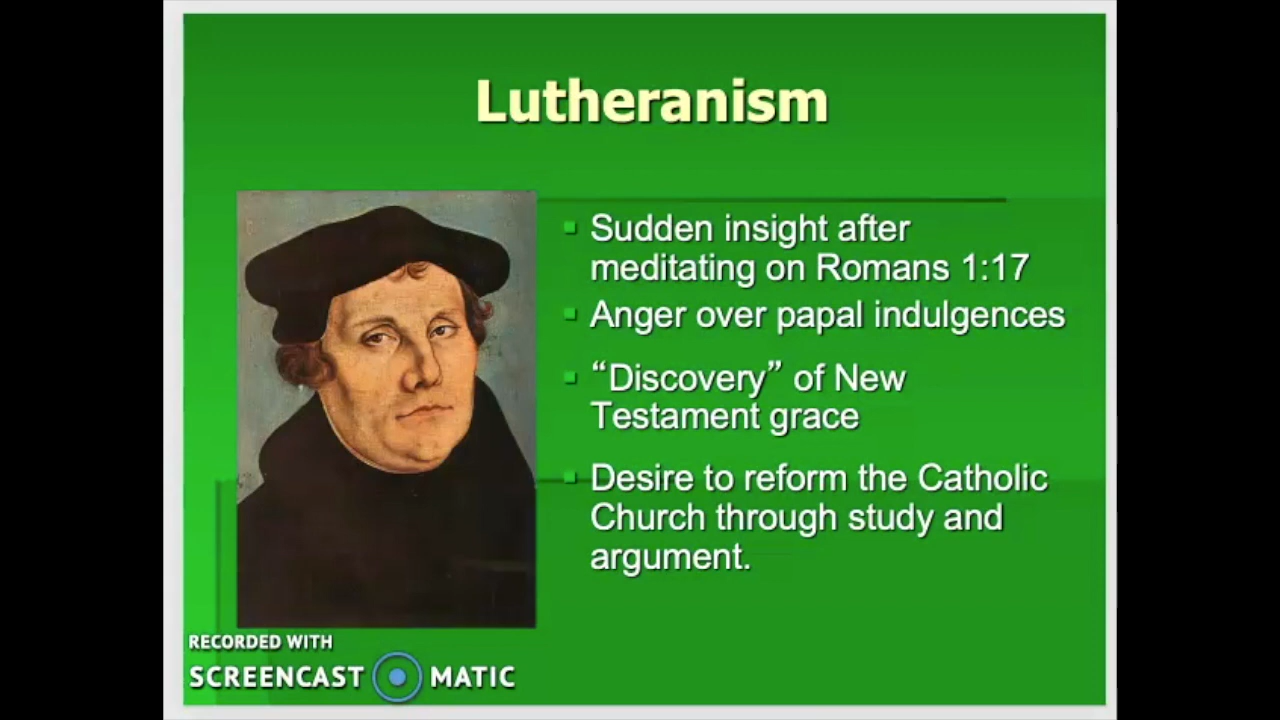 Lutheranism
Sudden insight after
meditating on Romans 1:17
Anger over papal indulgences
“Discovery” of New
Testament grace
Desire to reform the Catholic
Church through study and
argument.
RECORDED WITH
SCREENCAST MATIC